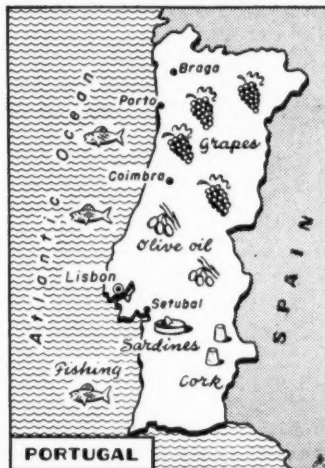 Braga
Porto
Grapes
Coimbra
Atlantic Ocean
Olive oil
Lisbon
Setubal
Sardines
SPAIN
Fishing
Cork
PORTUGAL